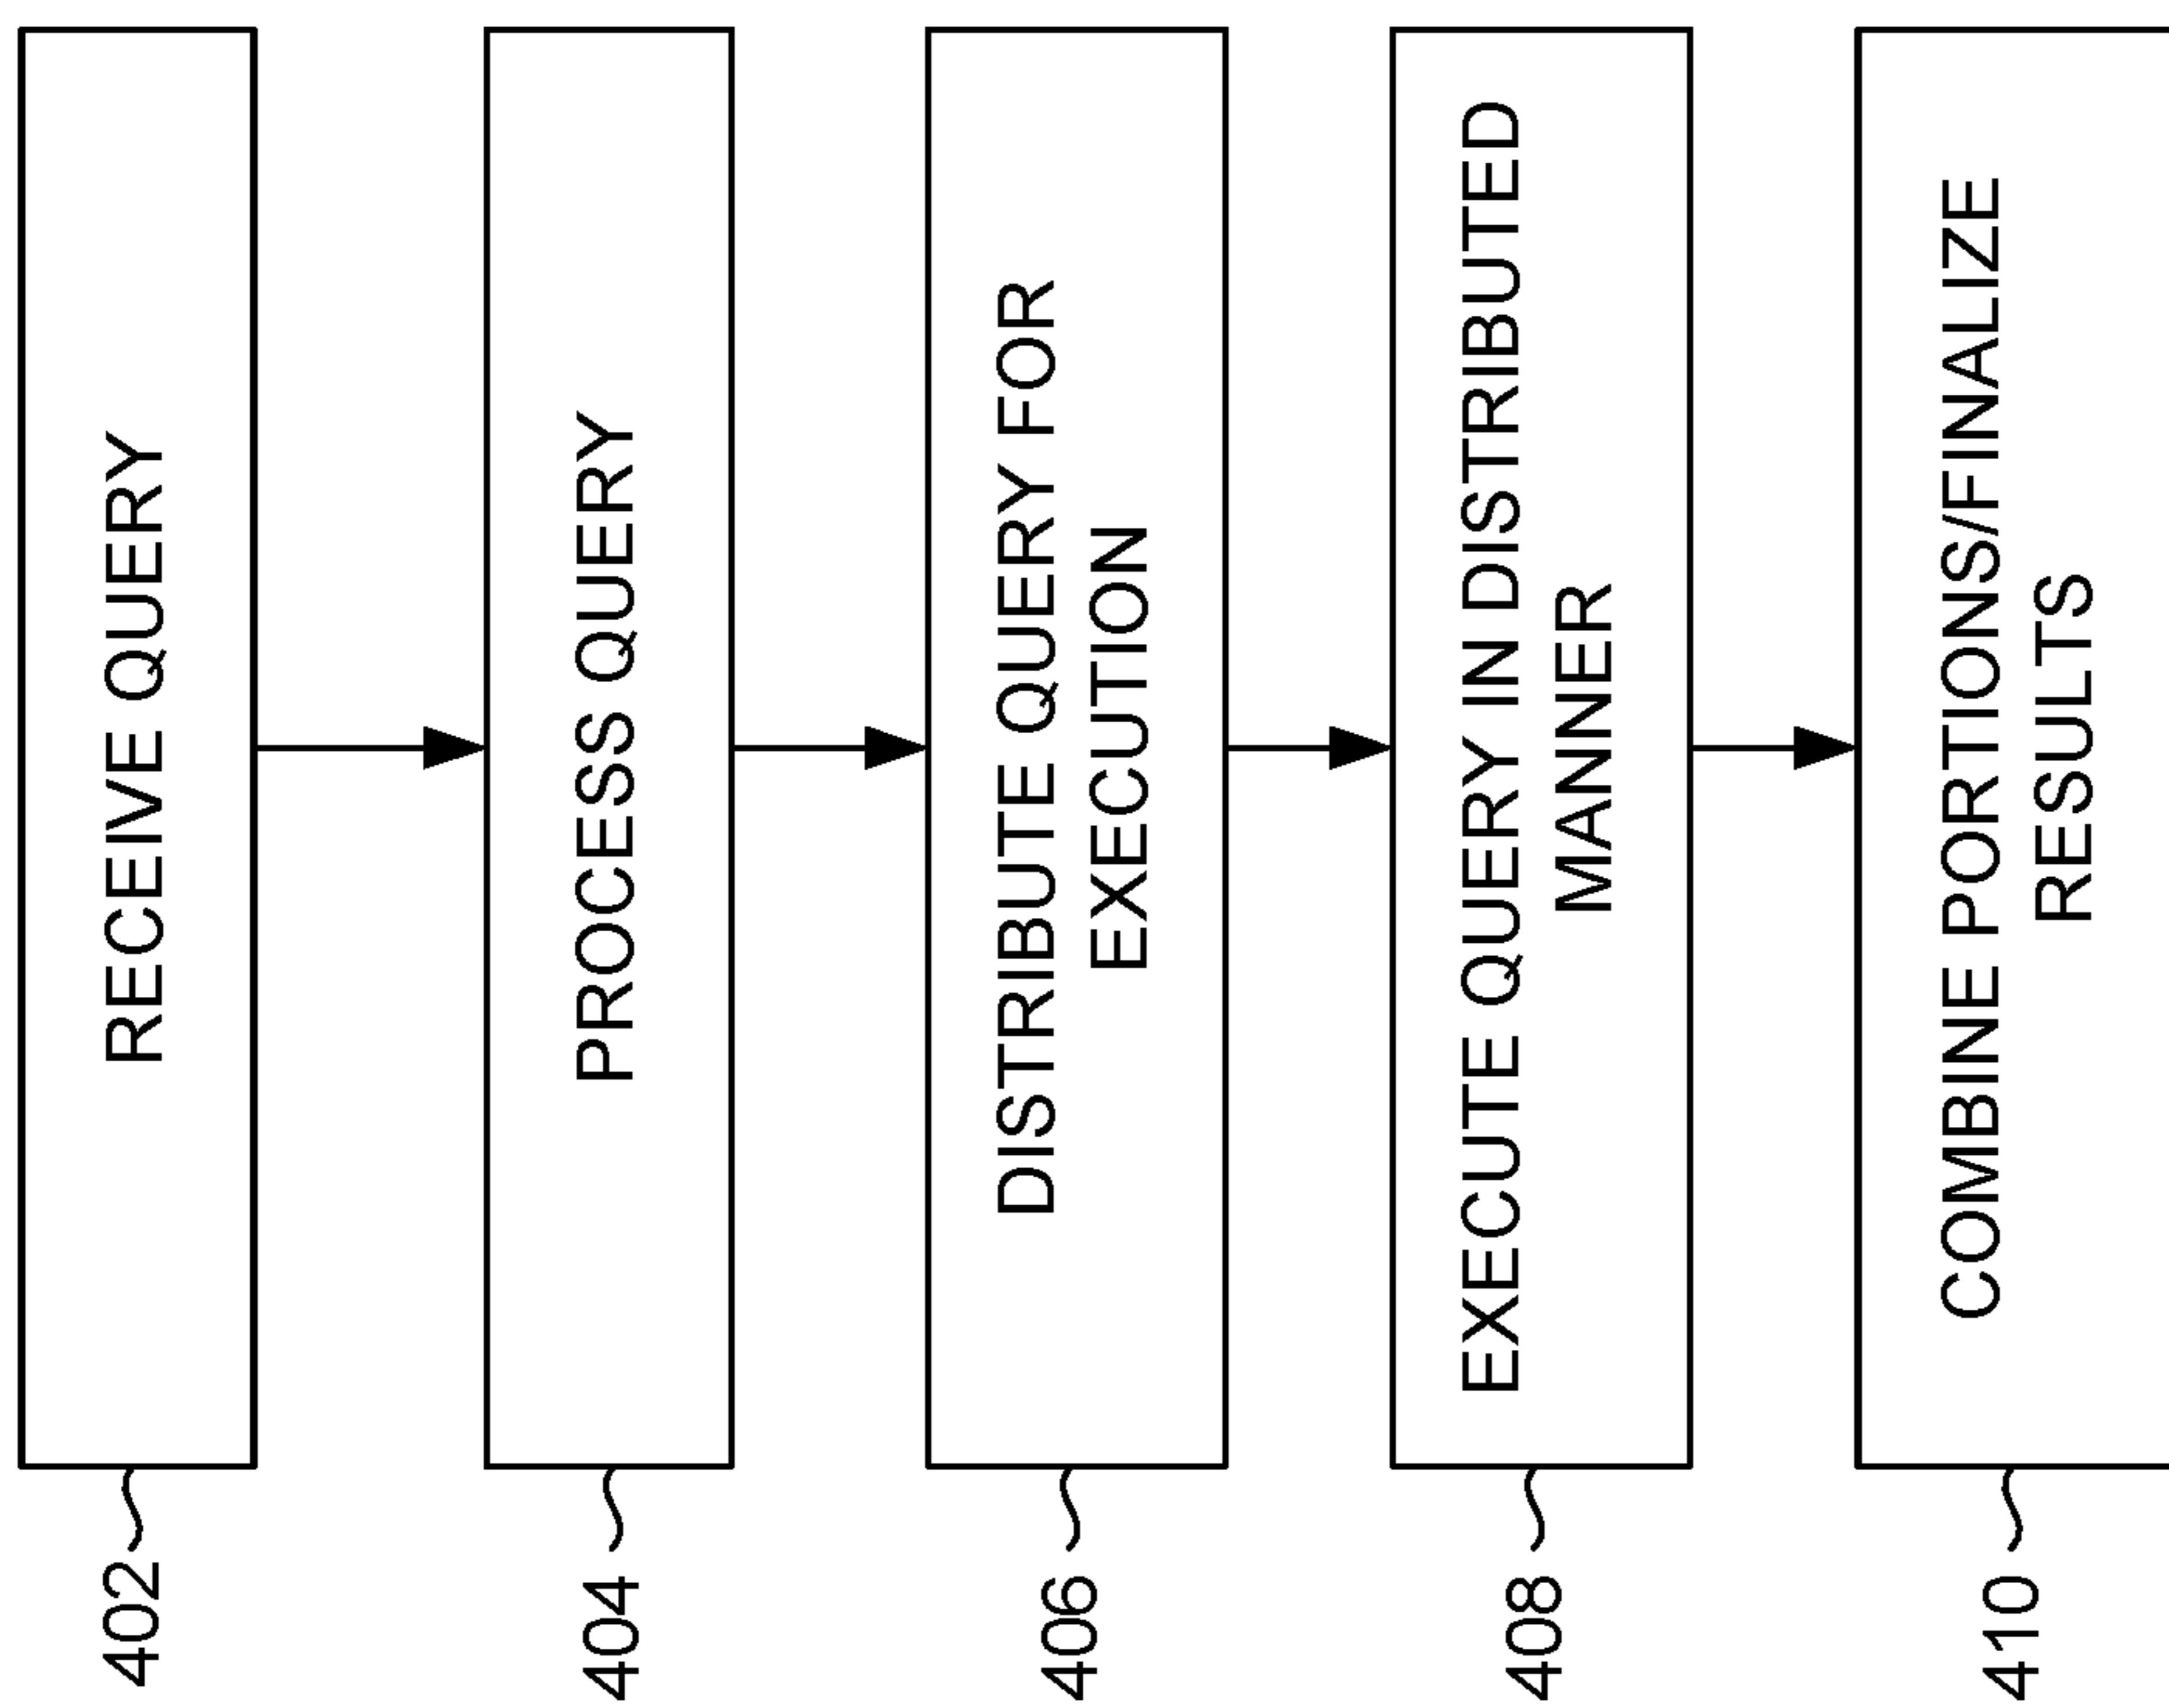 402
RECEIVE QUERY
404
PROCESS QUERY
406
DISTRIBUTE QUERY FOR
EXECUTION
408
EXECUTE QUERY IN DISTRIBUTED
MANNER
410
COMBINE PORTIONS/FINALIZE
RESULTS